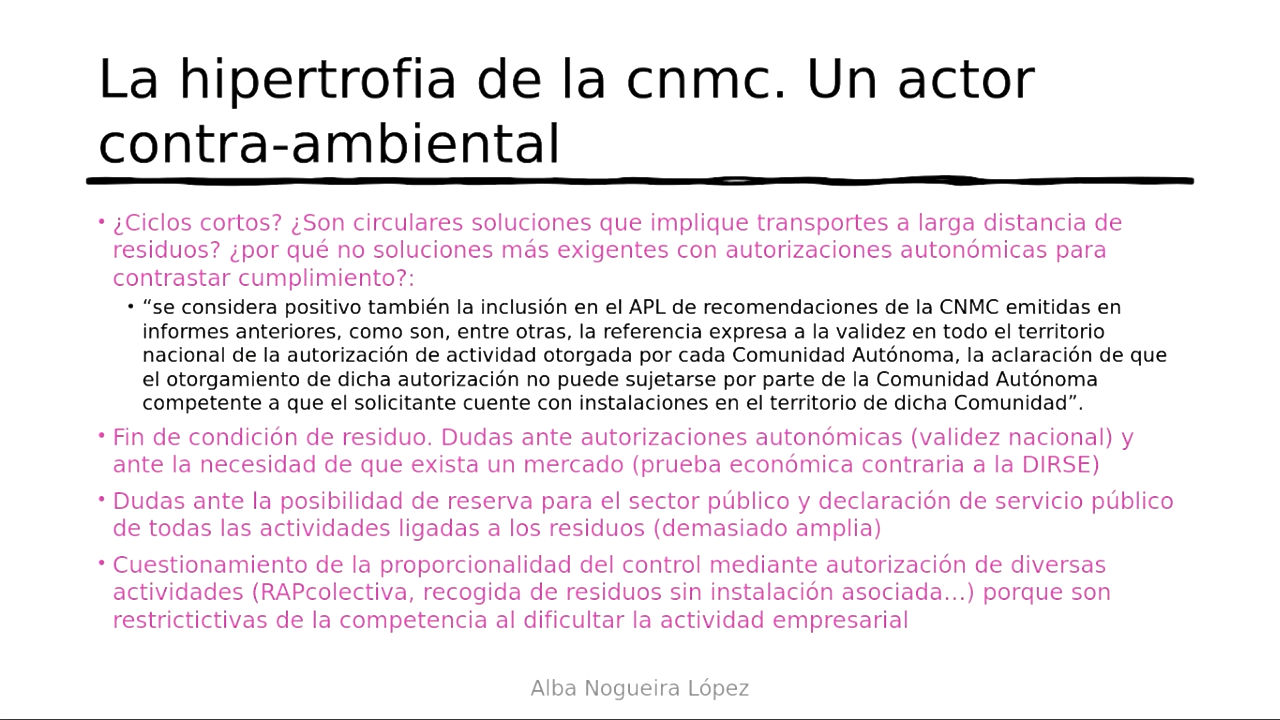 La hipertrofia de la cnmc. Un actor
contra-ambiental
• ¿Ciclos cortos? ¿Son circulares soluciones que implique transportes a larga distancia de
residuos? ¿por qué no soluciones más exigentes con autorizaciones autonómicas para
contrastar cumplimiento?:
• “se considera positivo también la inclusión en el APL de recomendaciones de la CNMC emitidas en
informes anteriores, como son, entre otras, la referencia expresa a la validez en todo el territorio
nacional de la autorización de actividad otorgada por cada Comunidad Autónoma, la aclaración de que
el otorgamiento de dicha autorización no puede sujetarse por parte de la Comunidad Autónoma
competente a que el solicitante cuente con instalaciones en el territorio de dicha Comunidad”.
• Fin de condición de residuo. Dudas ante autorizaciones autonómicas (validez nacional) y
ante la necesidad de que exista un mercado (prueba económica contraria a la DIRSE)
• Dudas ante la posibilidad de reserva para el sector público y declaración de servicio público
de todas las actividades ligadas a los residuos (demasiado amplia)
• Cuestionamiento de la proporcionalidad del control mediante autorización de diversas
actividades (RAPcolectiva, recogida de residuos sin instalación asociada…) porque son
restrictictivas de la competencia al dificultar la actividad empresarial
Alba Nogueira López